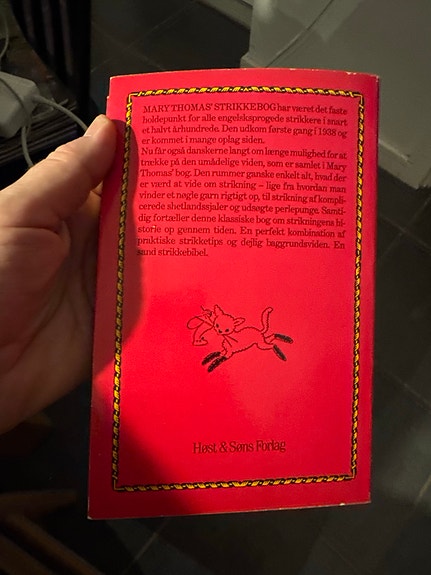 MARY THOMAS' STRIKKEBOG har været det faste
holdepunkt for alle engelsksprogede strikkere i snart
et halvt århundrede. Den udkom første gang i 1938 og
er kommet i mange oplag siden.
Nu får også danskerne langt om længe mulighed for at
trække på den umådelige viden, som er samlet i Mary
Thomas' bog. Den rummer ganske enkelt alt, hvad der
er værd at vide om strikning – lige fra hvordan man
vinder et nøgle garn rigtigt op, til strikning af kompli-
cerede shetlandssjaler og udsøgte perlepunge. Samti-
dig fortæller denne klassiske bog om strikningens hi-
storie op gennem tiden. En perfekt kombination af
praktiske strikketips og dejlig baggrundsviden. En
sand strikkebibel.
Høst & Søns Forlag